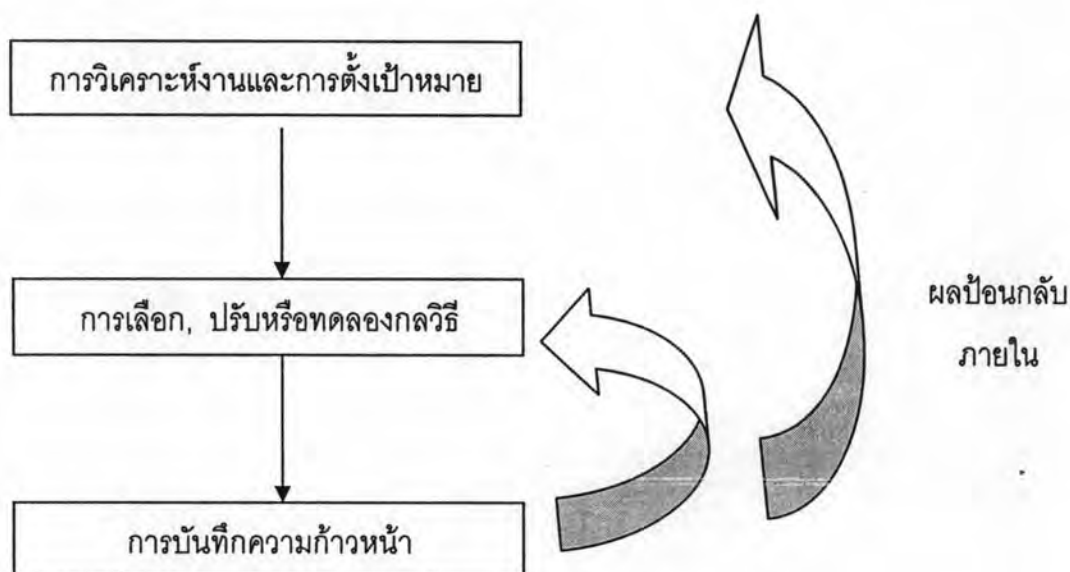 การวิเคราะห์งานและการตั้งเป้าหมาย
การเลือก, ปรับหรือทดลองกลวิธี
ผลป้อนกลับ
ภายใน
การบันทึกความก้าวหน้า